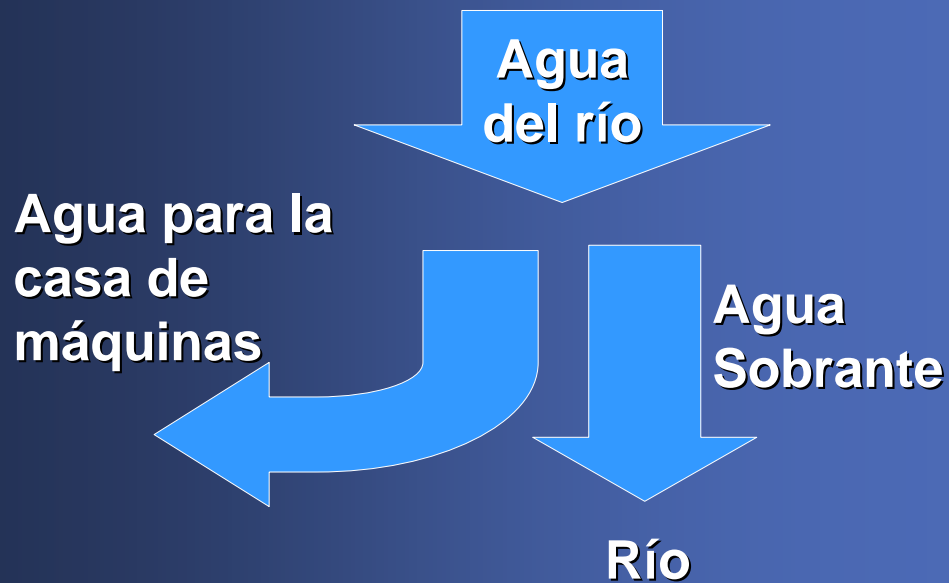 Agua
del río
Agua para la
casa de
máquinas
Agua
Sobrante
Río